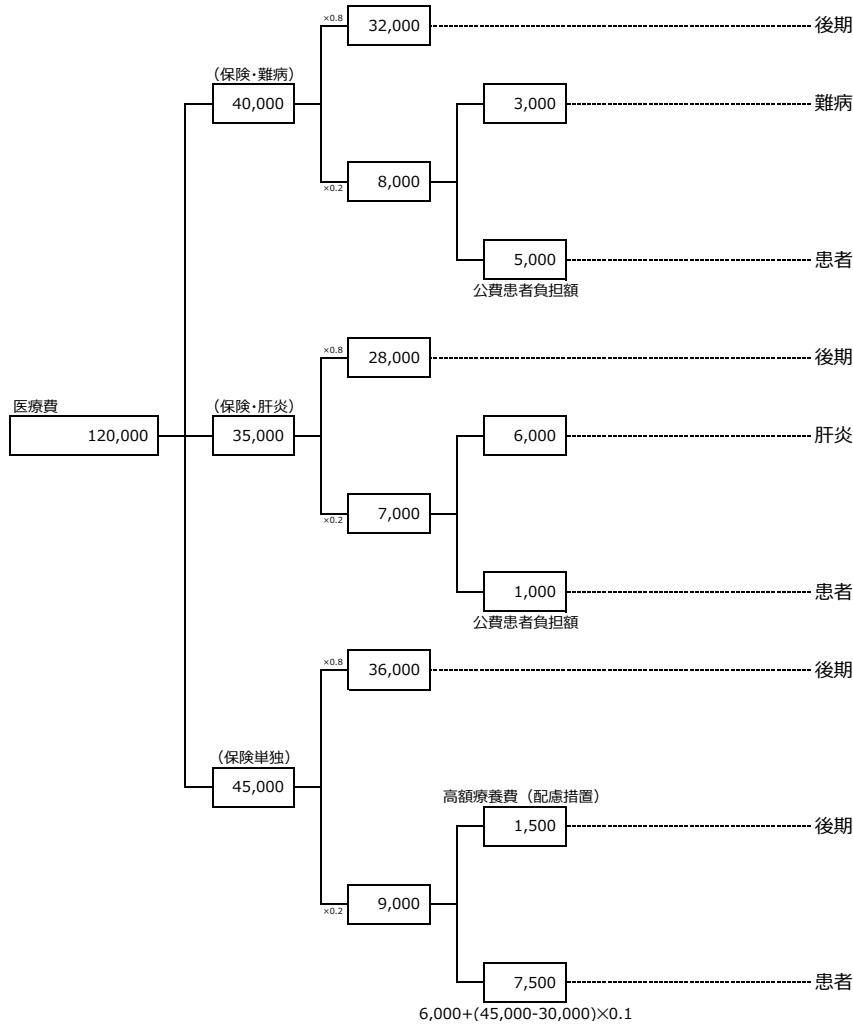 ×0.8
32,000
後期
（保険・難病）
40,000
3,000
難病
8,000
×0.2
5,000
患者
公費患者負担額
×0.8
28,000
後期
医療費
（保険・肝炎）
120,000
35,000
6,000
肝炎
7,000
×0.2
1,000
患者
公費患者負担額
×0.8
36,000
後期
（保険単独）
45,000
高額療養費（配慮措置）
1,500
後期
9,000
×0.2
7,500
患者
6,000+(45,000-30,000)×0.1